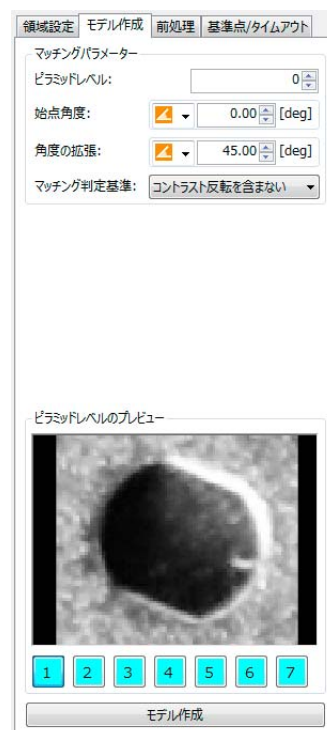 領域設定 モデル作成 前処理 基準点/タイムアウト
マッチングパラメーター
ピラミッドレベル: 0
始点角度: 0.00 [deg]
角度の拡張: 45.00 [deg]
マッチング判定基準: コントラスト反転を含まない
ピラミッドレベルのプレビュー
1 2 3 4 5 6 7
モデル作成